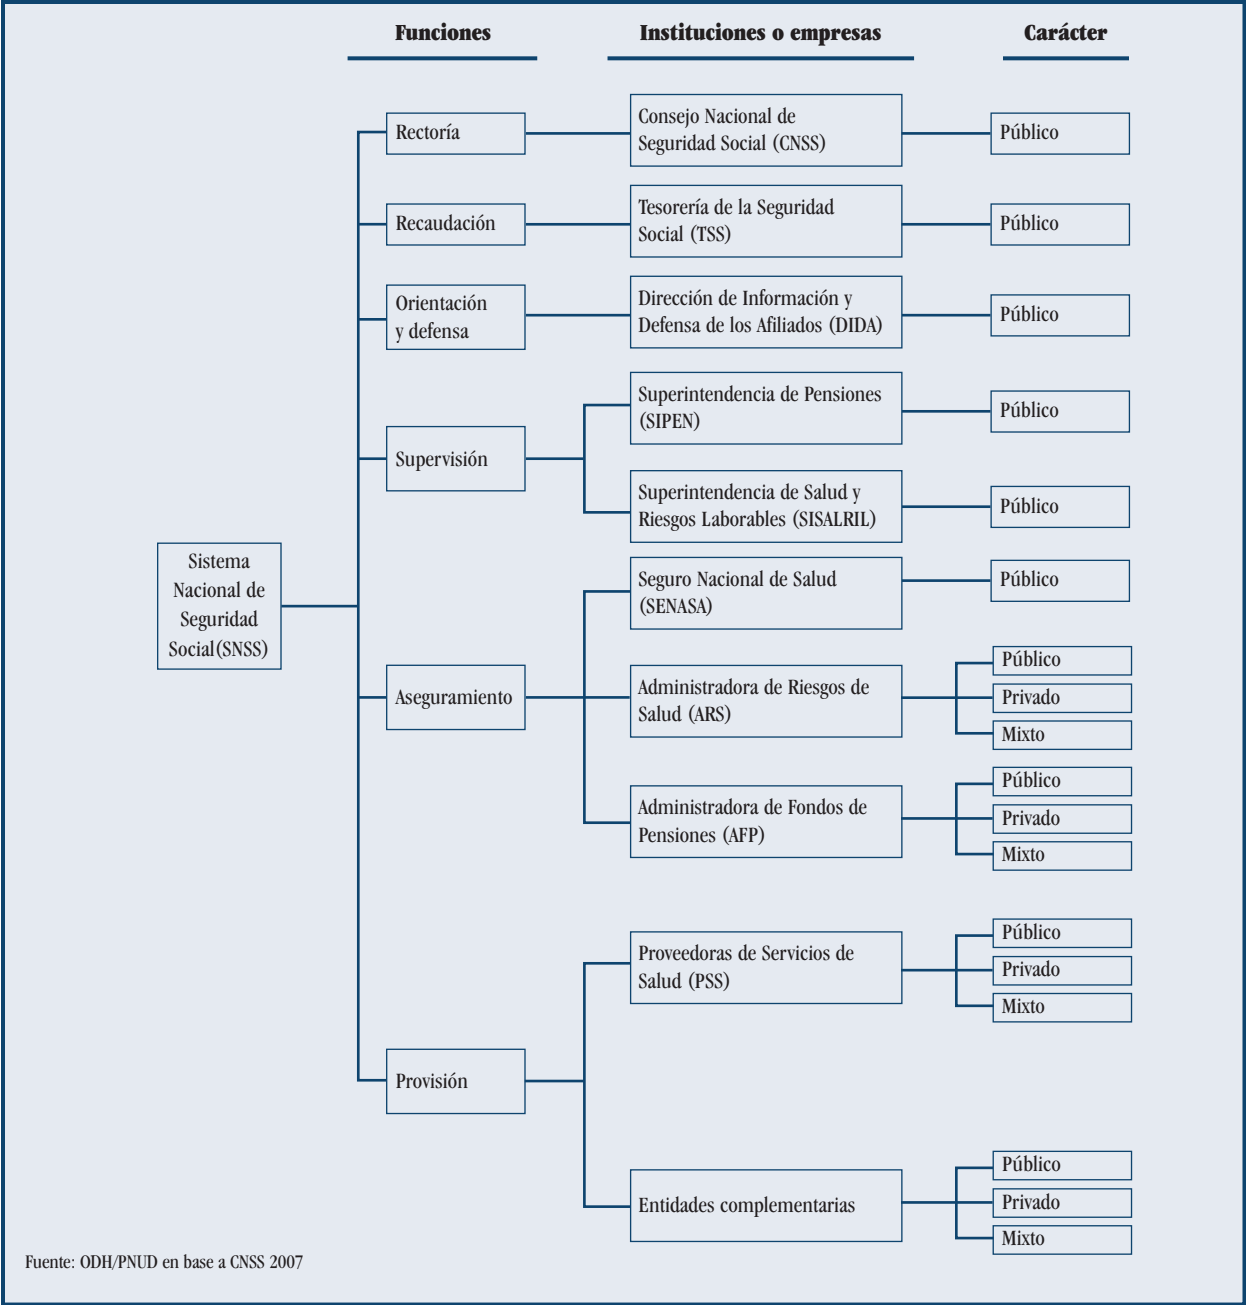 Funciones
Instituciones o empresas
Carácter
Sistema
Nacional de
Seguridad
Social(SNSS)
Rectoría
Consejo Nacional de
Seguridad Social (CNSS)
Público
Recaudación
Tesorería de la Seguridad
Social (TSS)
Público
Orientación
y defensa
Dirección de Información y
Defensa de los Afiliados (DIDA)
Público
Supervisión
Superintendencia de Pensiones
(SIPEN)
Público
Superintendencia de Salud y
Riesgos Laborables (SISALRIL)
Público
Aseguramiento
Seguro Nacional de Salud
(SENASA)
Público
Administradora de Riesgos de
Salud (ARS)
Público
Privado
Mixto
Administradora de Fondos de
Pensiones (AFP)
Público
Privado
Mixto
Provisión
Proveedoras de Servicios de
Salud (PSS)
Público
Privado
Mixto
Entidades complementarias
Público
Privado
Mixto
Fuente: ODH/PNUD en base a CNSS 2007